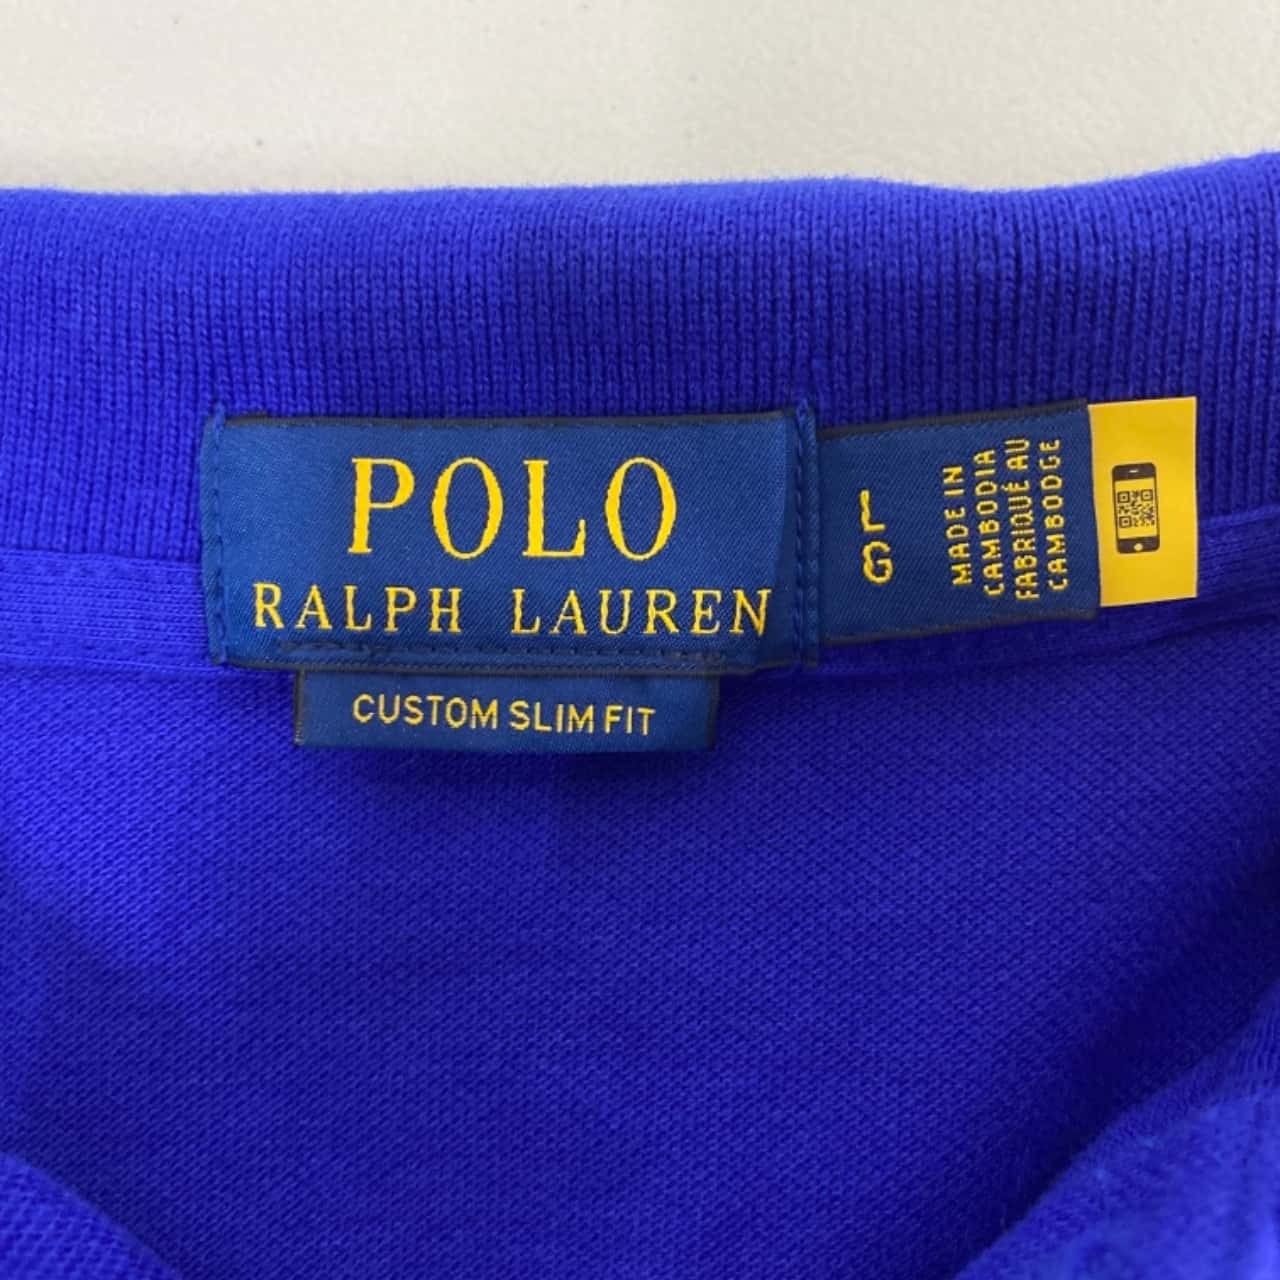 POLO
RALPH LAUREN
CUSTOM SLIM FIT
L
G
MADE IN
CAMBODIA
FABRIQUÉ AU
CAMBODGE